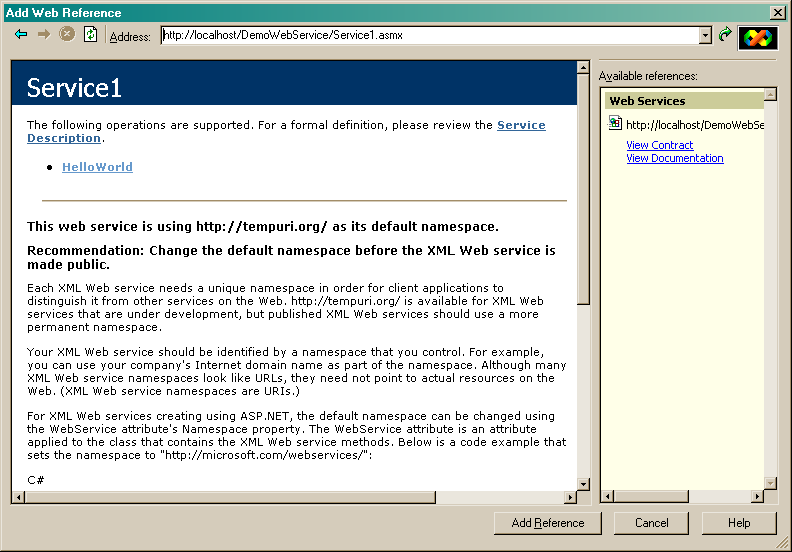 Add Web Reference
Address: http://localhost/DemoWebService/Service1.asmx
Service1
The following operations are supported. For a formal definition, please review the Service
Description.
HelloWorld
This web service is using http://tempuri.org/ as its default namespace.
Recommendation: Change the default namespace before the XML Web service is
made public.
Each XML Web service needs a unique namespace in order for client applications to
distinguish it from other services on the Web. http://tempuri.org/ is available for XML Web
services that are under development, but published XML Web services should use a more
permanent namespace.
Your XML Web service should be identified by a namespace that you control. For example,
you can use your company's Internet domain name as part of the namespace. Although many
XML Web service namespaces look like URLs, they need not point to actual resources on the
Web. (XML Web service namespaces are URIs.)
For XML Web services creating using ASP.NET, the default namespace can be changed using
the WebService attribute's Namespace property. The WebService attribute is an attribute
applied to the class that contains the XML Web service methods. Below is a code example that
sets the namespace to "http://microsoft.com/webservices/":
C#
Available references:
Web Services
http://localhost/DemoWebSe
View Contract
View Documentation
Add Reference
Cancel
Help